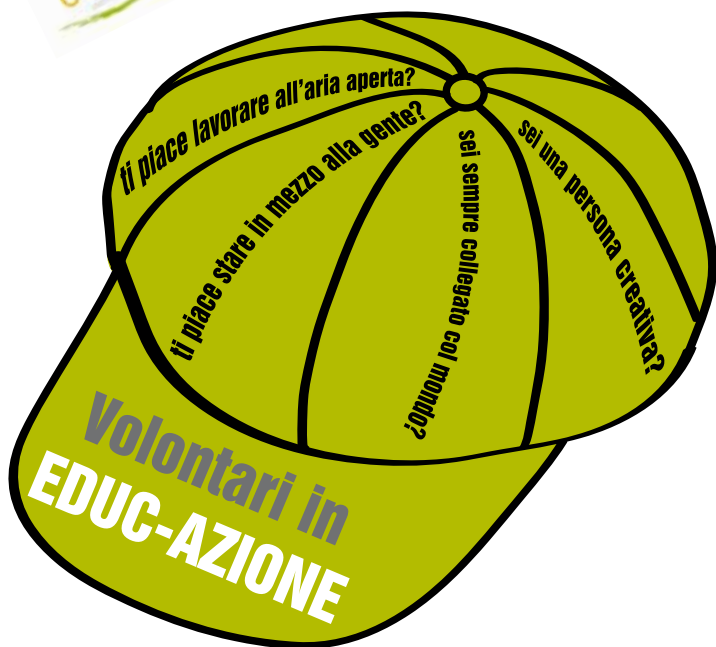 ti piace lavorare all'aria aperta?
ti piace stare in mezzo alla gente?
sei sempre collegato col mondo?
sei una persona creativa?
Volontari in
EDUC-AZIONE